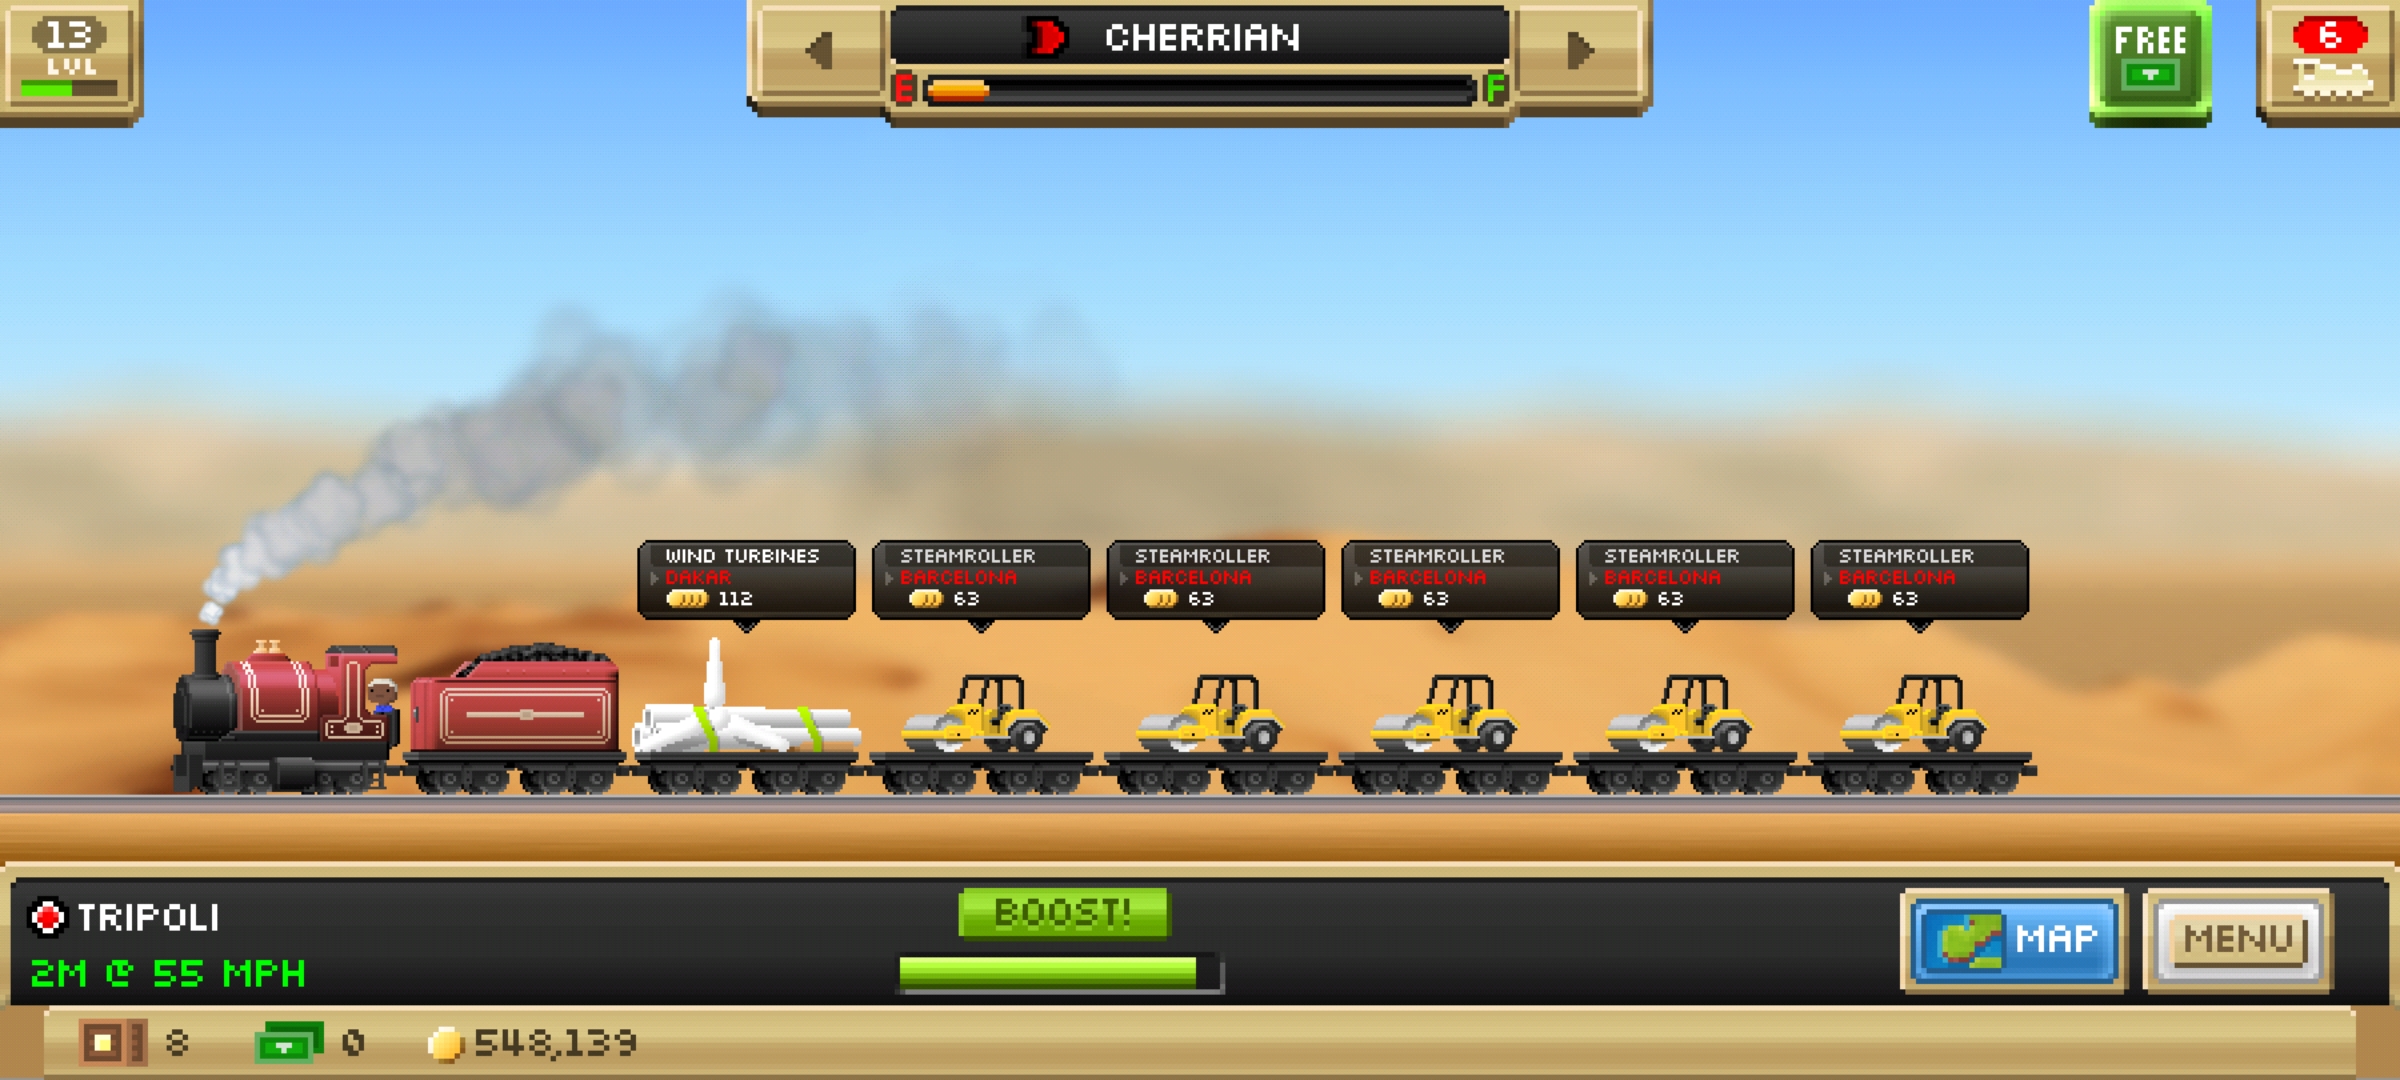 13
LVL
CHERRIAN
E F
FREE
6
WIND TURBINES
DAKAR
112
STEAMROLLER
BARCELONA
63
STEAMROLLER
BARCELONA
63
STEAMROLLER
BARCELONA
63
STEAMROLLER
BARCELONA
63
STEAMROLLER
BARCELONA
63
TRIPOLI
2M @ 55 MPH
BOOST!
MAP
MENU
8
0
548,139